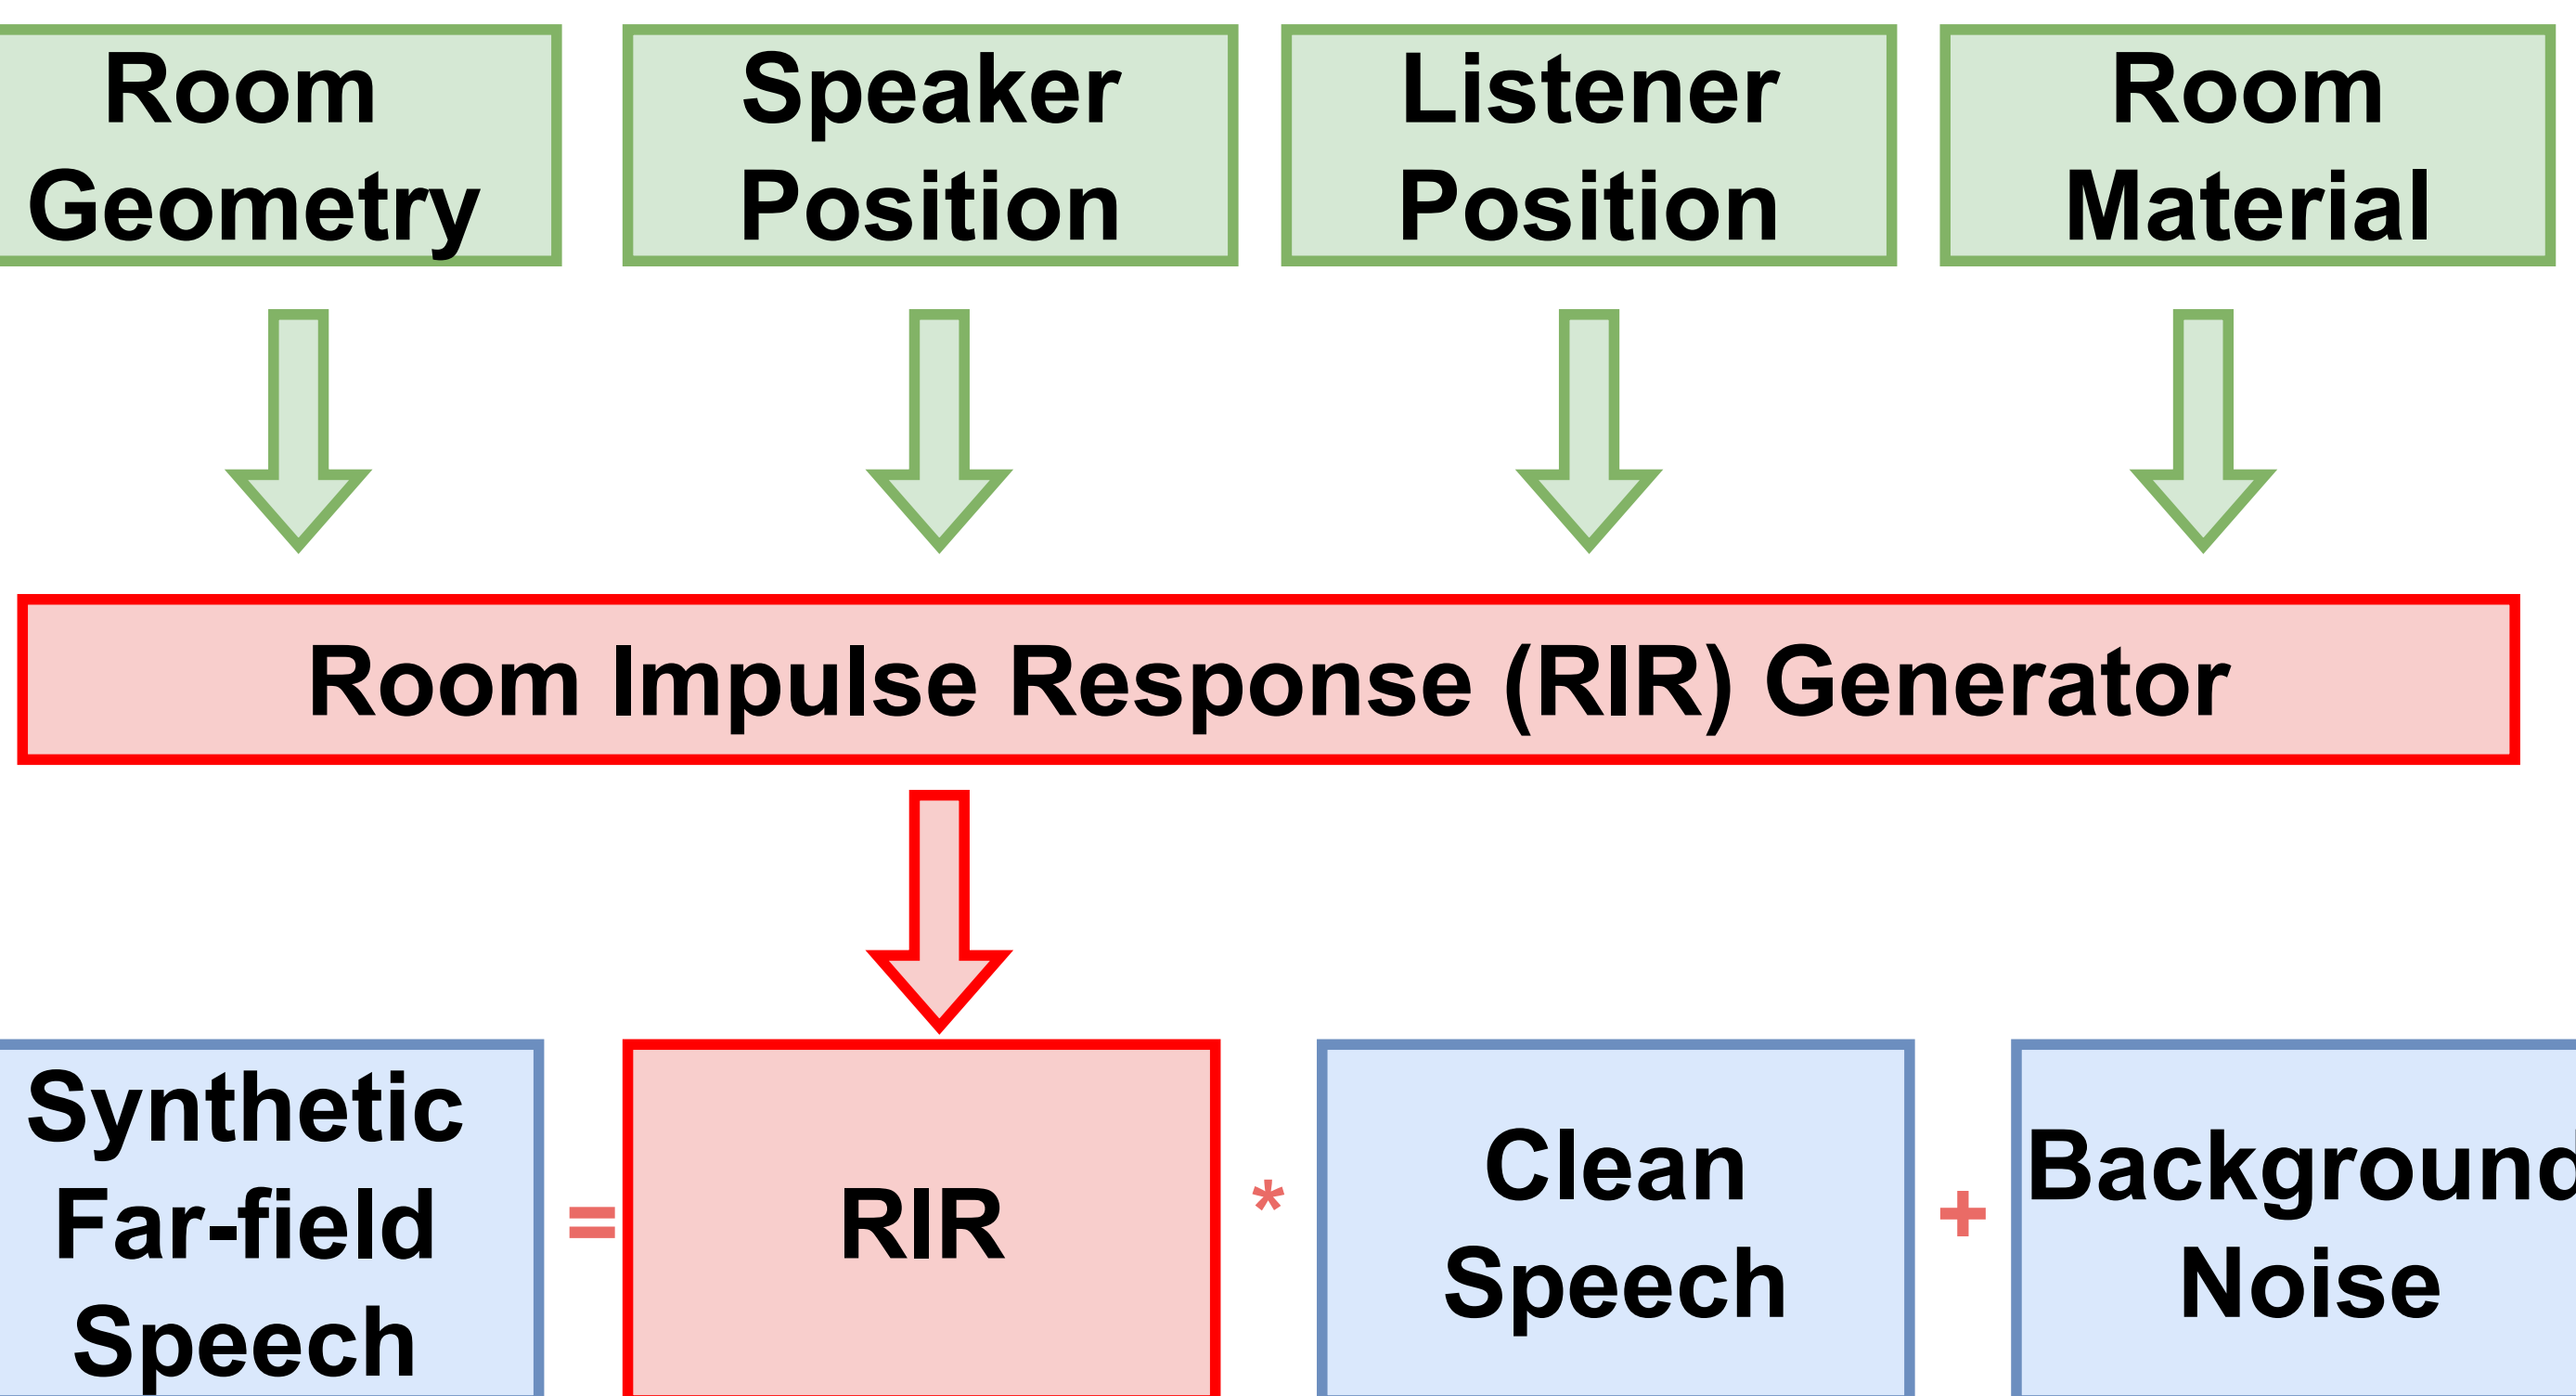 Room
Geometry
Speaker
Position
Listener
Position
Room
Material
Room Impulse Response (RIR) Generator
Synthetic
Far-field
Speech
=
RIR
*
Clean
Speech
+
Background
Noise